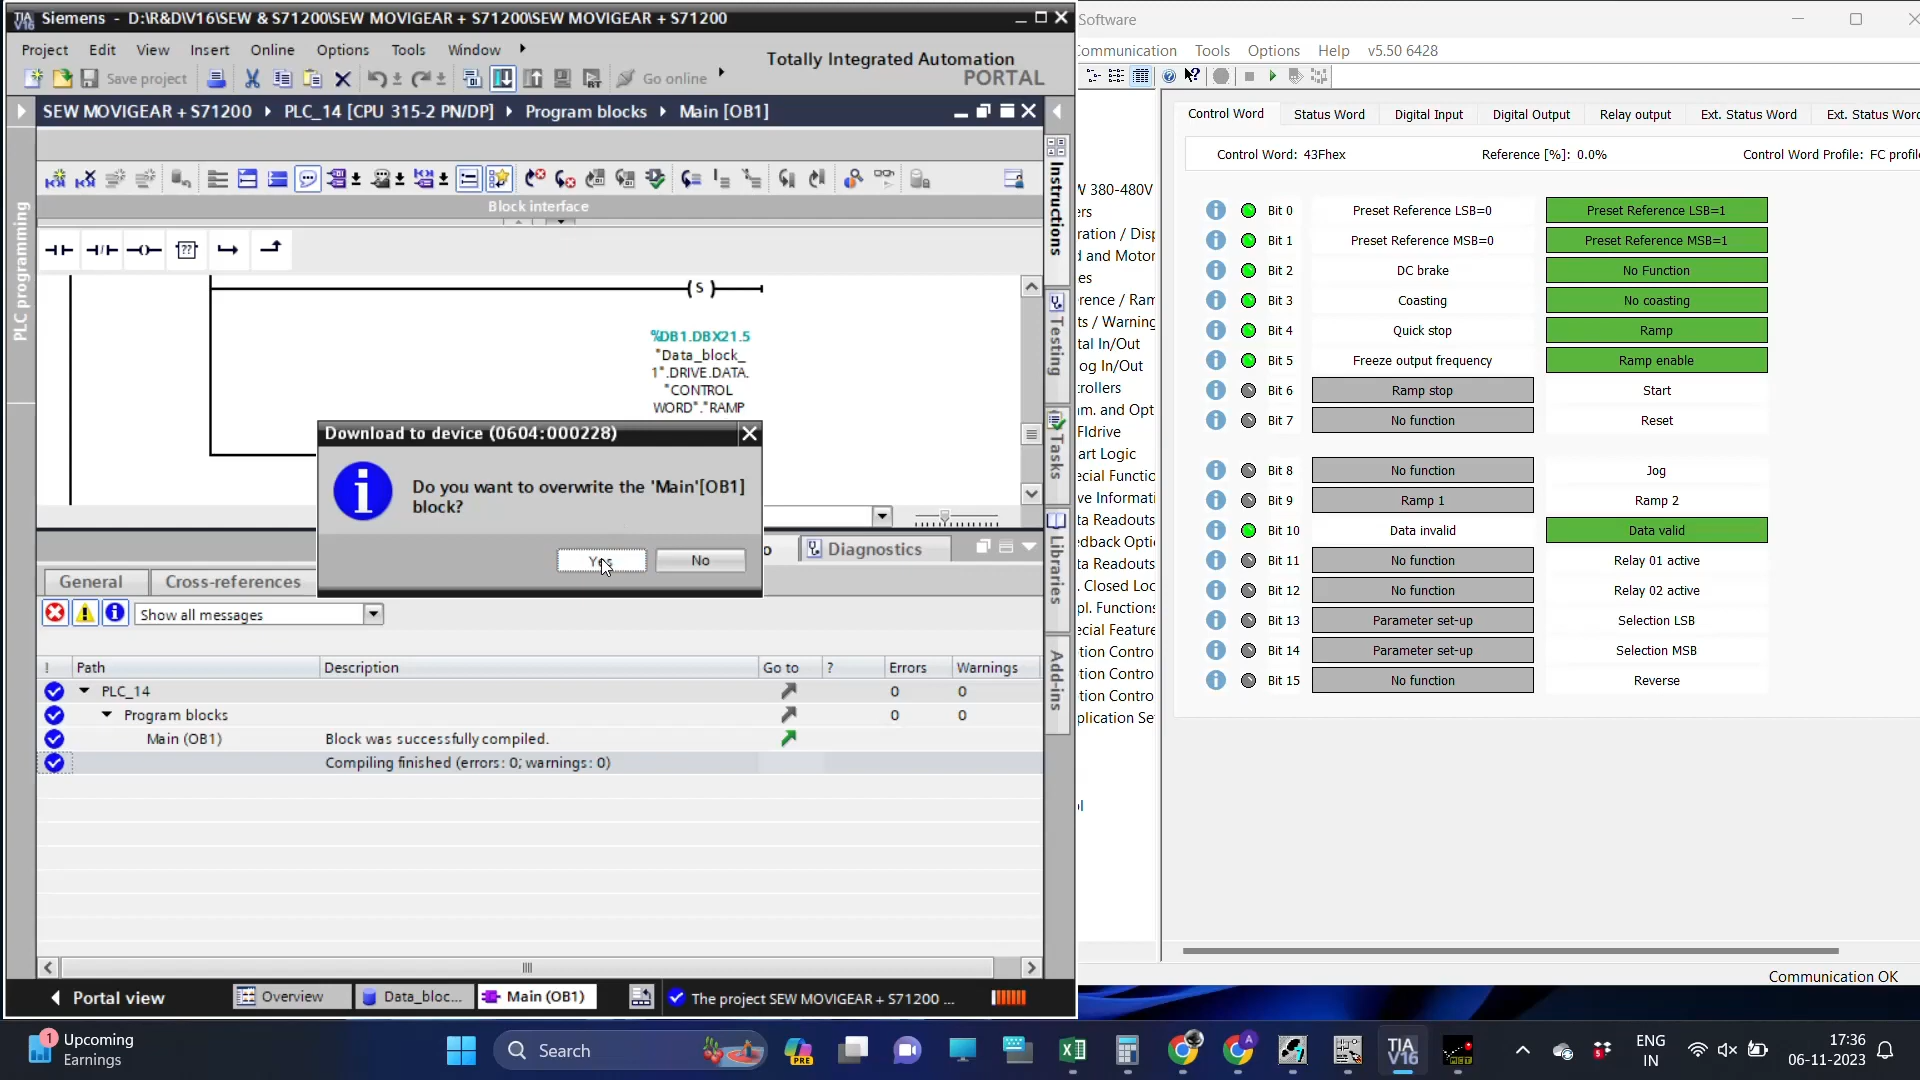 Siemens - D:\R&D\V16\SEW & S71200\SEW MOVIGEAR + S71200\SEW MOVIGEAR + S71200
Project Edit View Insert Online Options Tools Window
Totally Integrated Automation
PORTAL
Save project
Go online
SEW MOVIGEAR + S71200 PLC_14 [CPU 315-2 PN/DP] Program blocks Main [OB1]
Block interface
PLC programming
Instructions
Testing
Tasks
Libraries
Add-ins
??
( S )
%DB1.DBX21.5
"Data_block_
1".DRIVE.DATA.
"CONTROL
WORD"."RAMP
Download to device (0604:000228)
Do you want to overwrite the 'Main'[OB1]
block?
Yes
No
Diagnostics
General Cross-references
Show all messages
! Path Description Go to ? Errors Warnings
PLC_14 0 0
Program blocks 0 0
Main (OB1) Block was successfully compiled.
Compiling finished (errors: 0; warnings: 0)
Portal view
Overview
Data_bloc...
Main (OB1)
The project SEW MOVIGEAR + S71200 ...
Software
Communication Tools Options Help v5.50 6428
W 380-480V
ers
ration / Disp
d and Motor
es
rence / Ram
ts / Warning
tal In/Out
og In/Out
trollers
m. and Opt
FIdrive
art Logic
ecial Functio
ve Informati
ta Readouts
edback Optio
ta Readouts
. Closed Loo
pl. Functions
ecial Feature
tion Contro
tion Contro
tion Contro
plication Se
ol
Control Word Status Word Digital Input Digital Output Relay output Ext. Status Word Ext. Status Word
Control Word: 43Fhex Reference [%]: 0.0% Control Word Profile: FC profile
Bit 0 Preset Reference LSB=0 Preset Reference LSB=1
Bit 1 Preset Reference MSB=0 Preset Reference MSB=1
Bit 2 DC brake No Function
Bit 3 Coasting No coasting
Bit 4 Quick stop Ramp
Bit 5 Freeze output frequency Ramp enable
Bit 6 Ramp stop Start
Bit 7 No function Reset
Bit 8 No function Jog
Bit 9 Ramp 1 Ramp 2
Bit 10 Data invalid Data valid
Bit 11 No function Relay 01 active
Bit 12 No function Relay 02 active
Bit 13 Parameter set-up Selection LSB
Bit 14 Parameter set-up Selection MSB
Bit 15 No function Reverse
Communication OK
1
Upcoming
Earnings
Search
PRE
TIA
V16
ENG
IN
17:36
06-11-2023